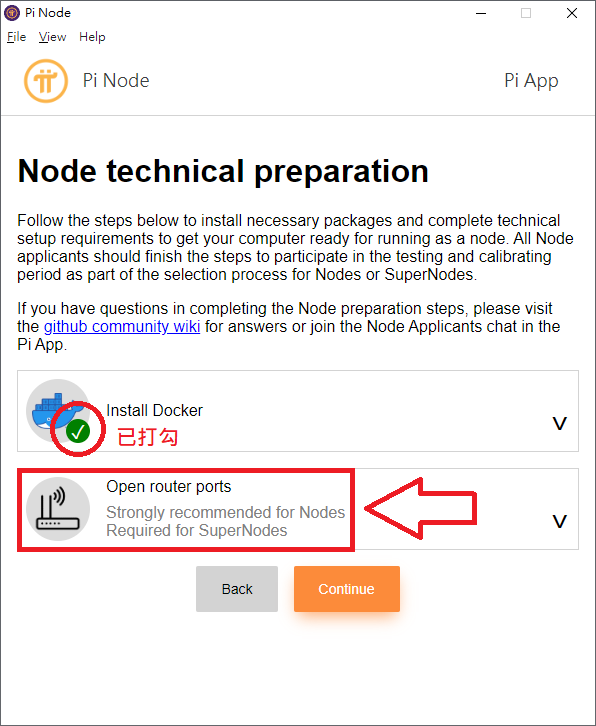 Pi Node
File View Help
Pi Node
Pi App
Node technical preparation
Follow the steps below to install necessary packages and complete technical
setup requirements to get your computer ready for running as a node. All Node
applicants should finish the steps to participate in the testing and calibrating
period as part of the selection process for Nodes or SuperNodes.
If you have questions in completing the Node preparation steps, please visit
the github community wiki for answers or join the Node Applicants chat in the
Pi App.
Install Docker
已打勾
Open router ports
Strongly recommended for Nodes
Required for SuperNodes
Back
Continue